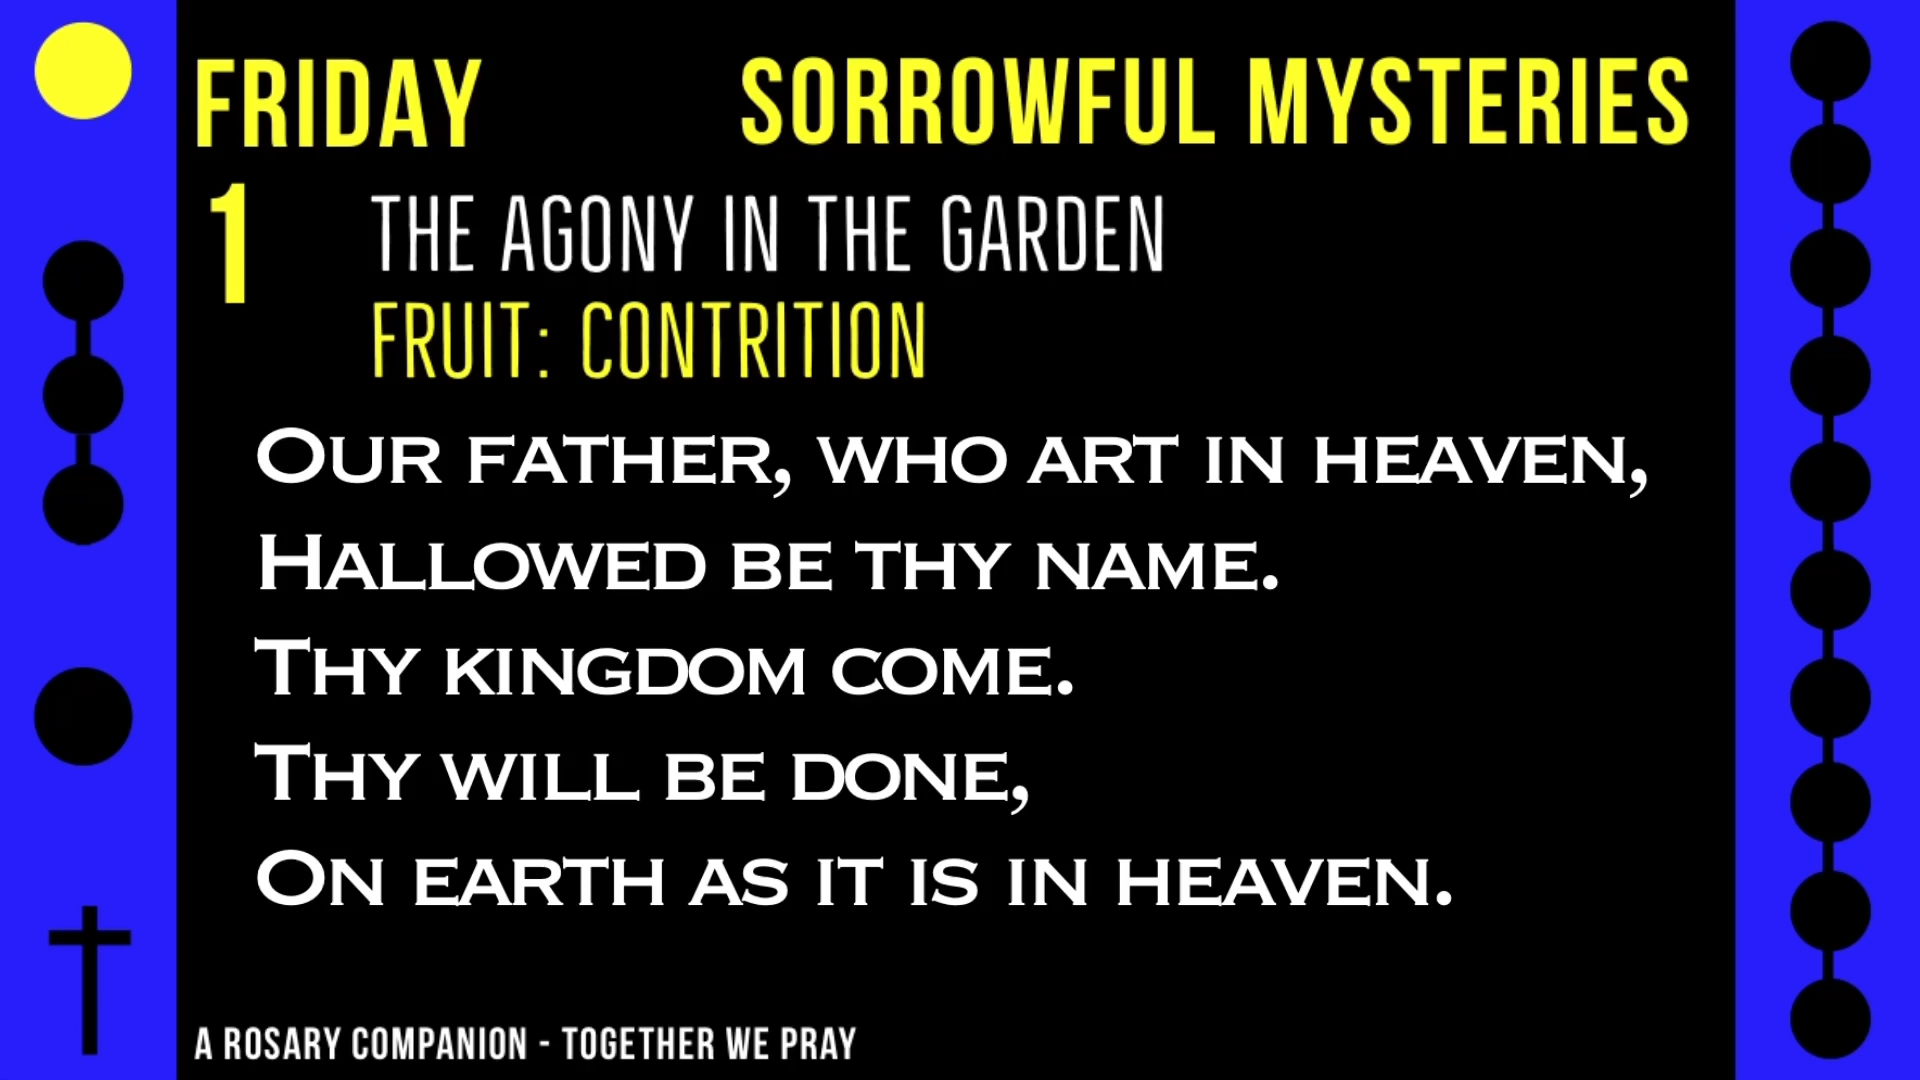 FRIDAY SORROWFUL MYSTERIES
1 THE AGONY IN THE GARDEN
FRUIT: CONTRITION
OUR FATHER, WHO ART IN HEAVEN,
HALLOWED BE THY NAME.
THY KINGDOM COME.
THY WILL BE DONE,
ON EARTH AS IT IS IN HEAVEN.
A ROSARY COMPANION - TOGETHER WE PRAY